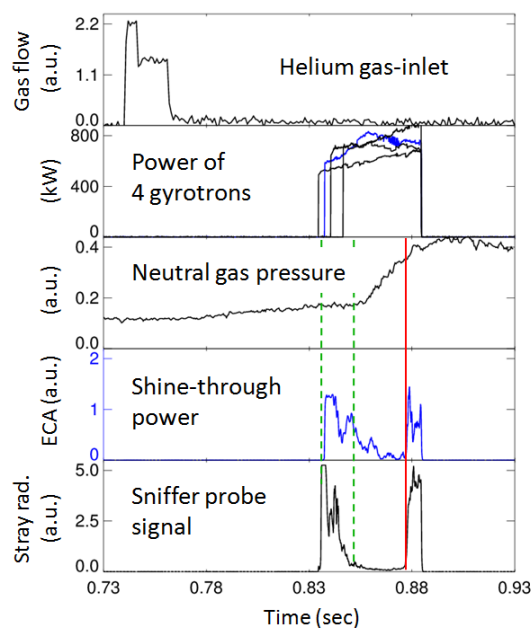 Gas flow
(a.u.)
2.2
1.1
2.0
Helium gas-inlet
(kW)
800
400
0
Power of
4 gyrotrons
(a.u.)
0.4
0.2
0.0
Neutral gas pressure
ECA (a.u.)
2
1
0
Shine-through
power
Stray rad.
(a.u.)
5.0
2.5
0.0
Sniffer probe
signal
0.73
0.78
0.83
0.88
0.93
Time (sec)